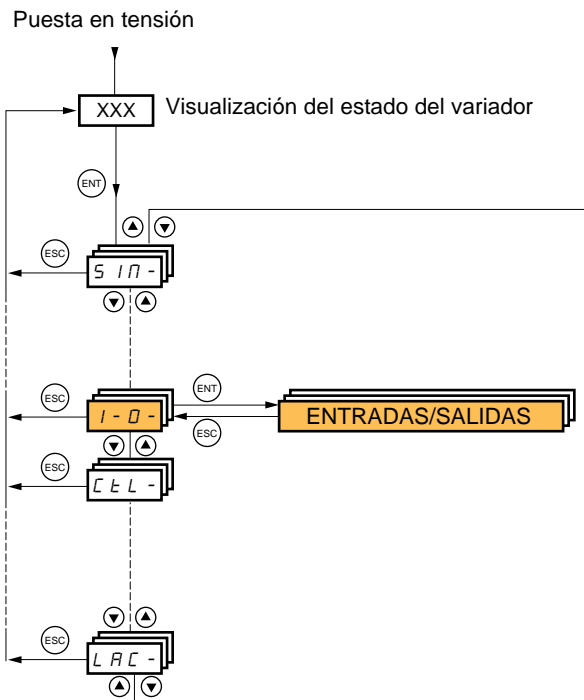 Puesta en tensión
XXX Visualización del estado del variador
ENT
ESC
SIM-
ESC
I-O-
ENT
ESC
ENTRADAS/SALIDAS
ESC
CtL-
ESC
LAC-